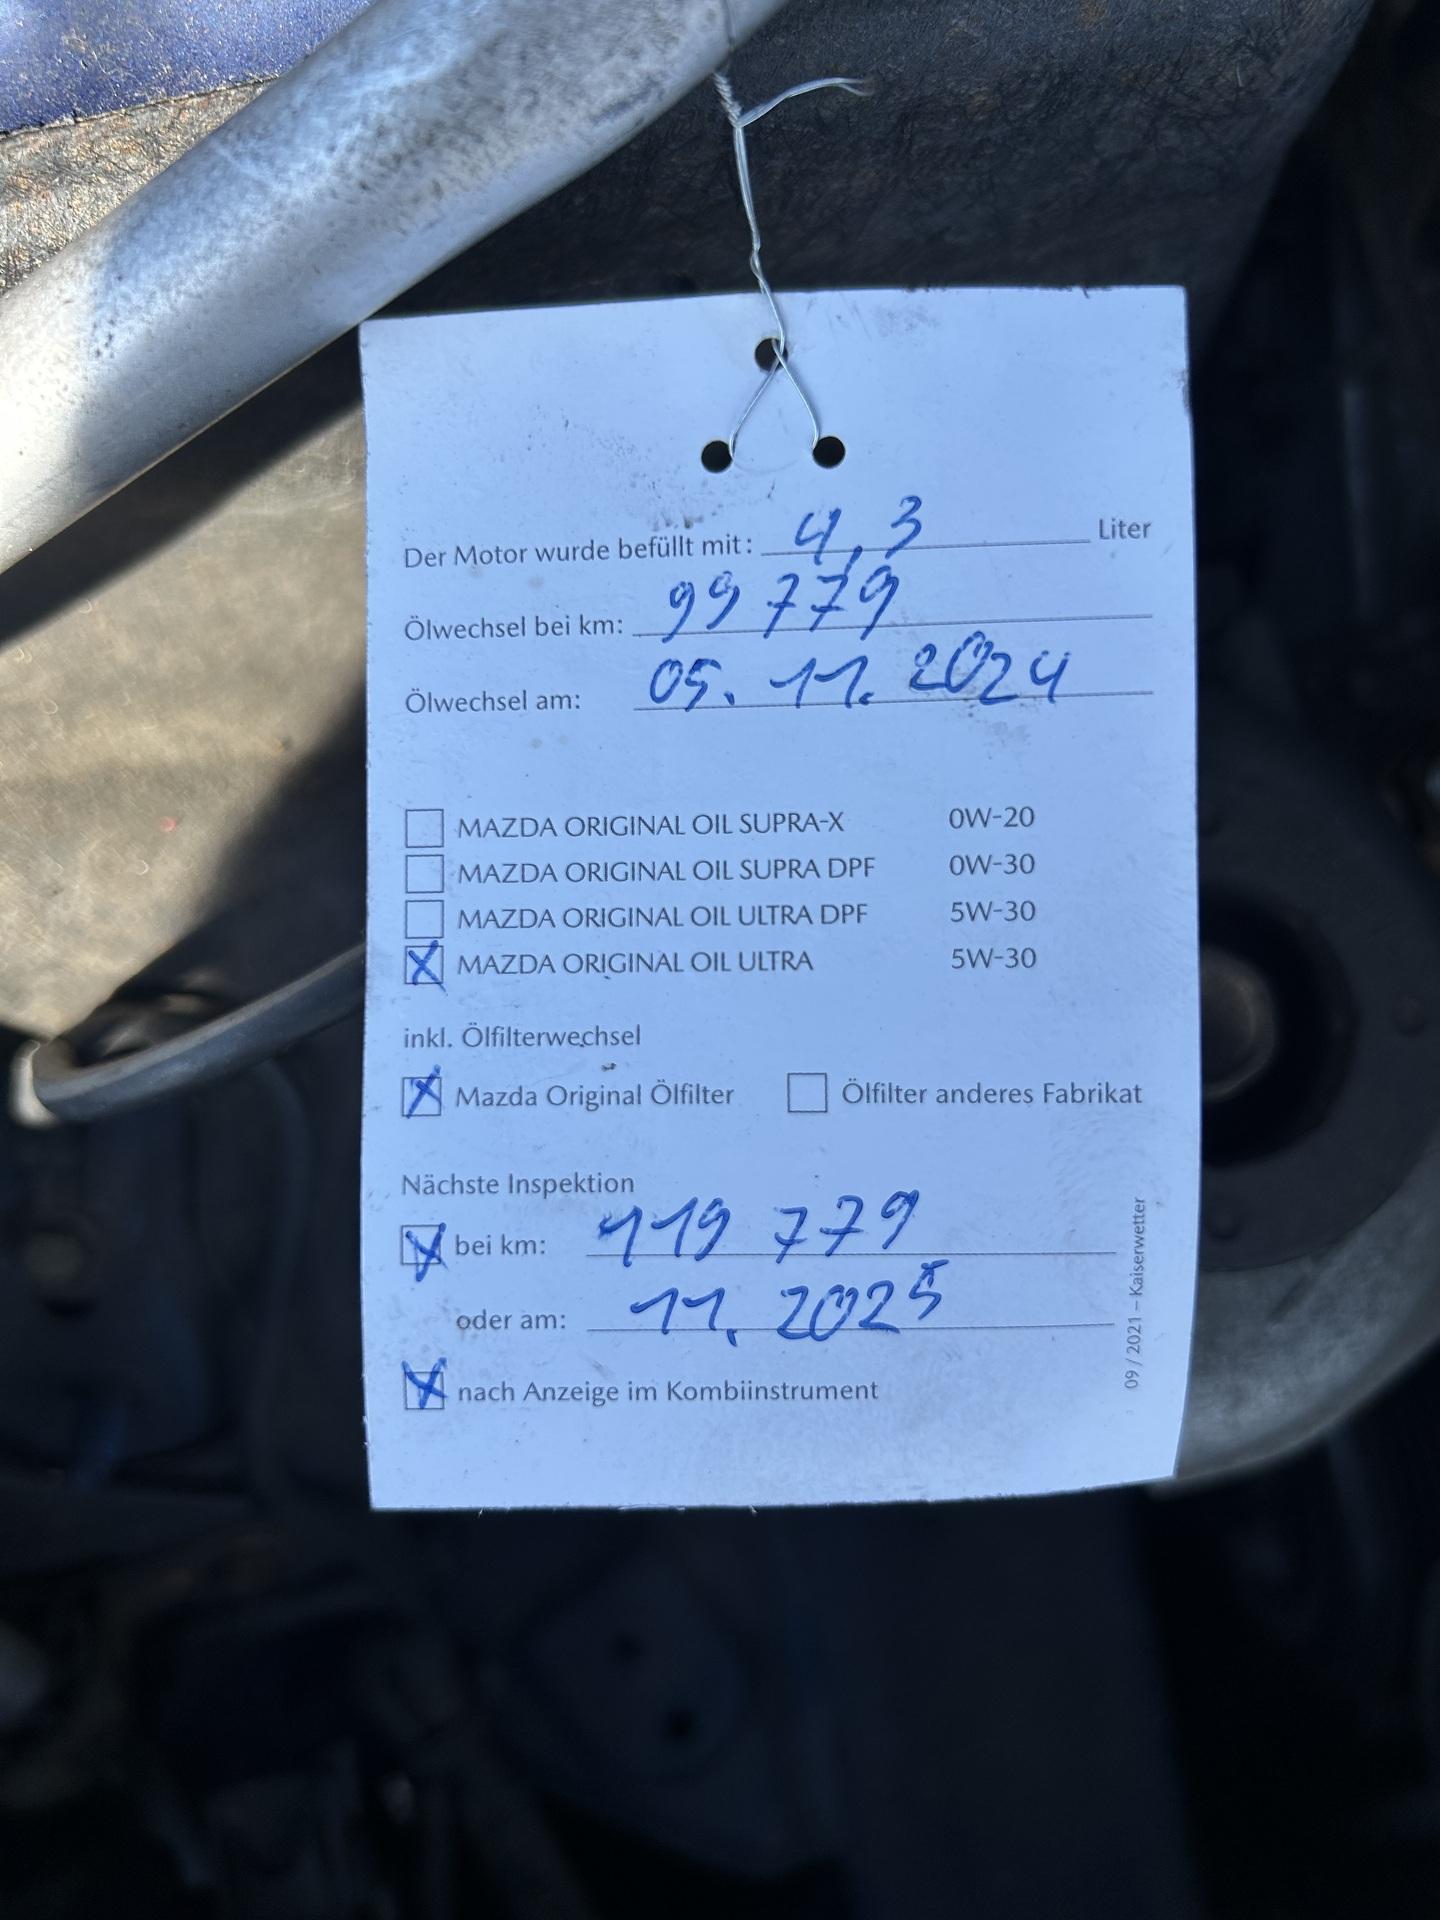 Der Motor wurde befüllt mit: 4,3 Liter
Ölwechsel bei km: 99 779
Ölwechsel am: 05. 11. 2024
MAZDA ORIGINAL OIL SUPRA-X 0W-20
MAZDA ORIGINAL OIL SUPRA DPF 0W-30
MAZDA ORIGINAL OIL ULTRA DPF 5W-30
X MAZDA ORIGINAL OIL ULTRA 5W-30
inkl. Ölfilterwechsel
X Mazda Original Ölfilter Ölfilter anderes Fabrikat
Nächste Inspektion
X bei km: 119 779
oder am: 11. 2025
X nach Anzeige im Kombiinstrument
09 / 2021 – Kaiserwetter